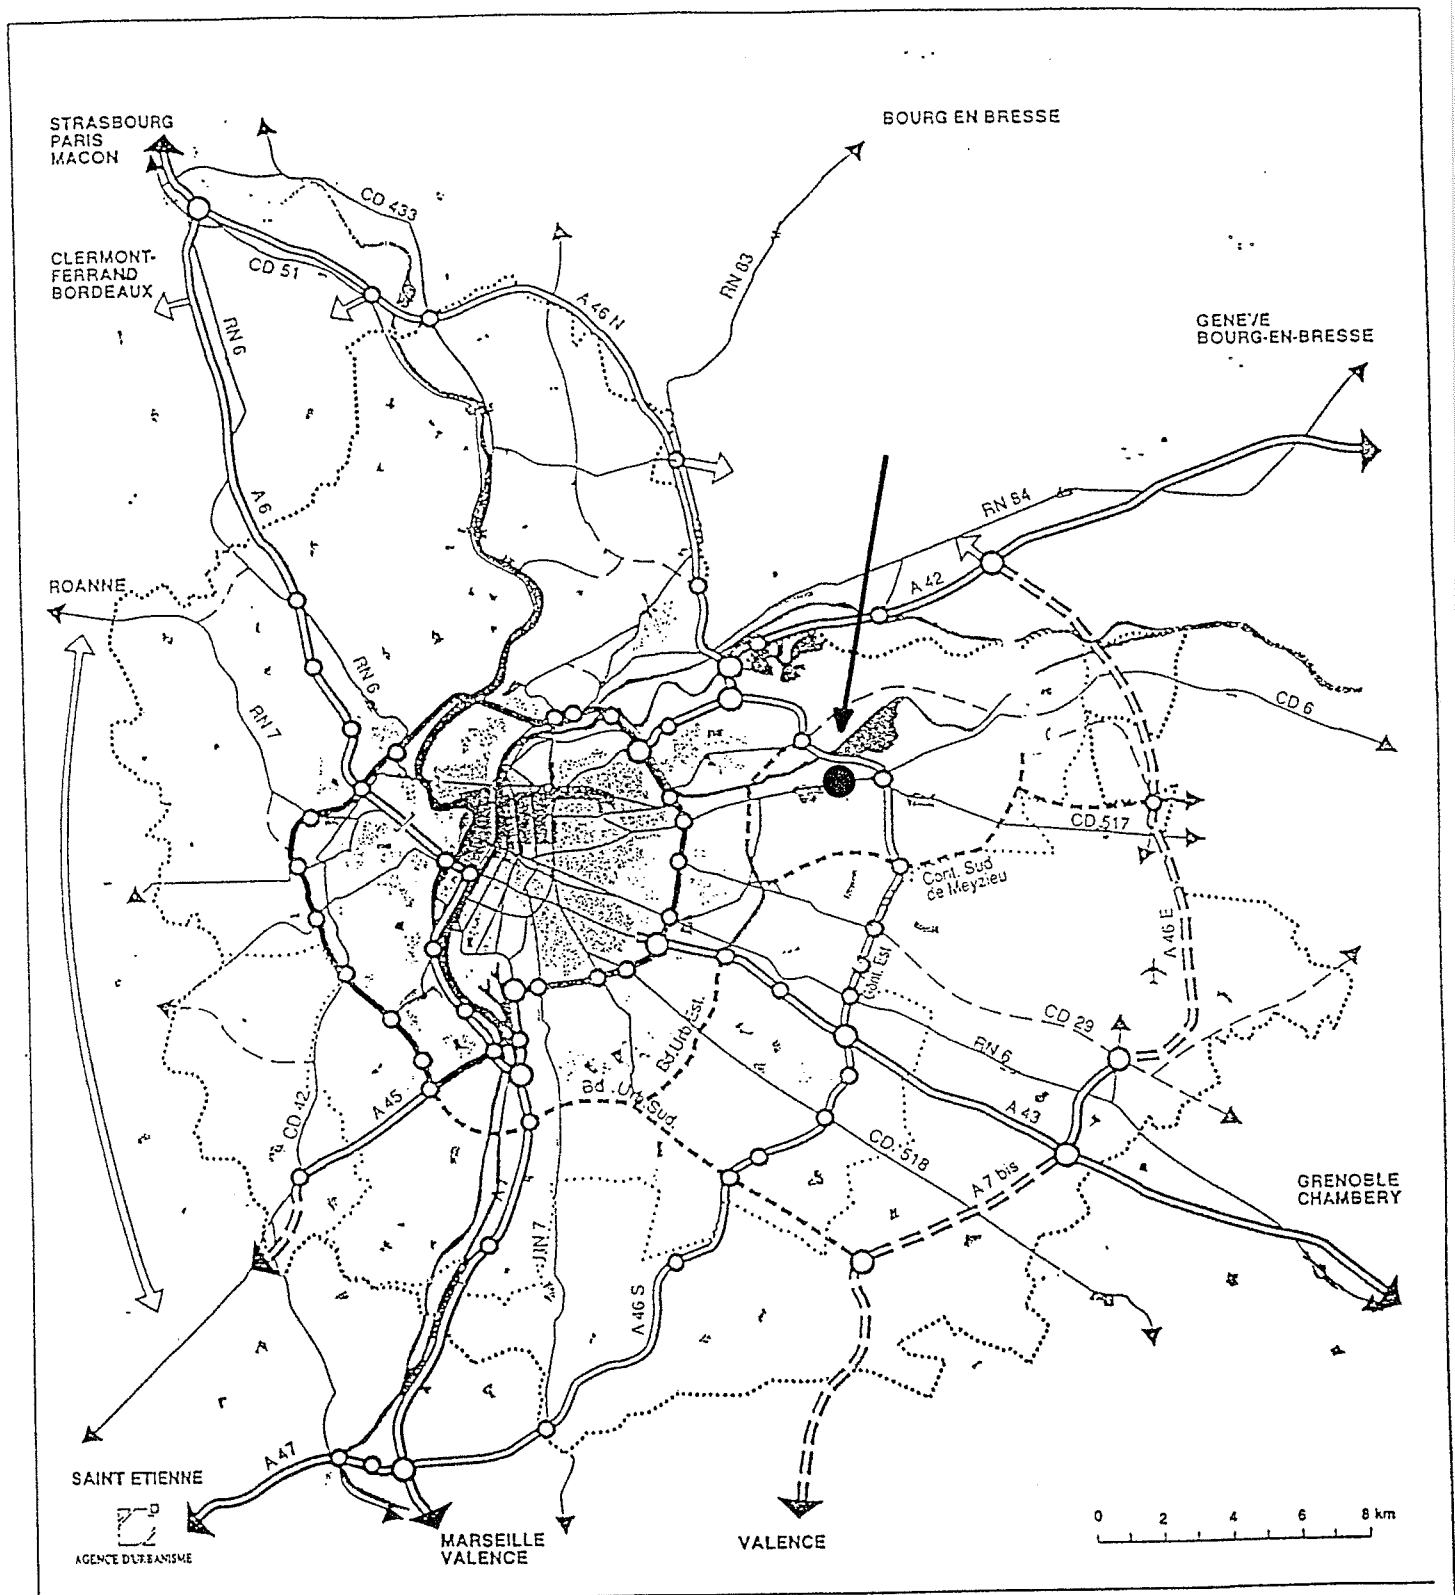 STRASBOURG
PARIS
MACON
BOURG EN BRESSE
CD 433
CLERMONT-
FERRAND
BORDEAUX
CD 51
A 46 N
RN 83
RN 6
GENEVE
BOURG-EN-BRESSE
A 6
RN 84
ROANNE
A 42
RN 6
RN 7
CD 6
CD 517
Cont. Sud
de Meyzieu
A 46 E
Cont. Est
CD 29
Bd. Urb. Est.
RN 6
Bd. Urb. Sud.
A 45
CD 42
A 43
CD. 518
A 7 bis
GRENOBLE
CHAMBERY
A 7
A 46 S
A 47
SAINT ETIENNE
AGENCE D'URBANISME
MARSEILLE
VALENCE
VALENCE
0 2 4 6 8 km